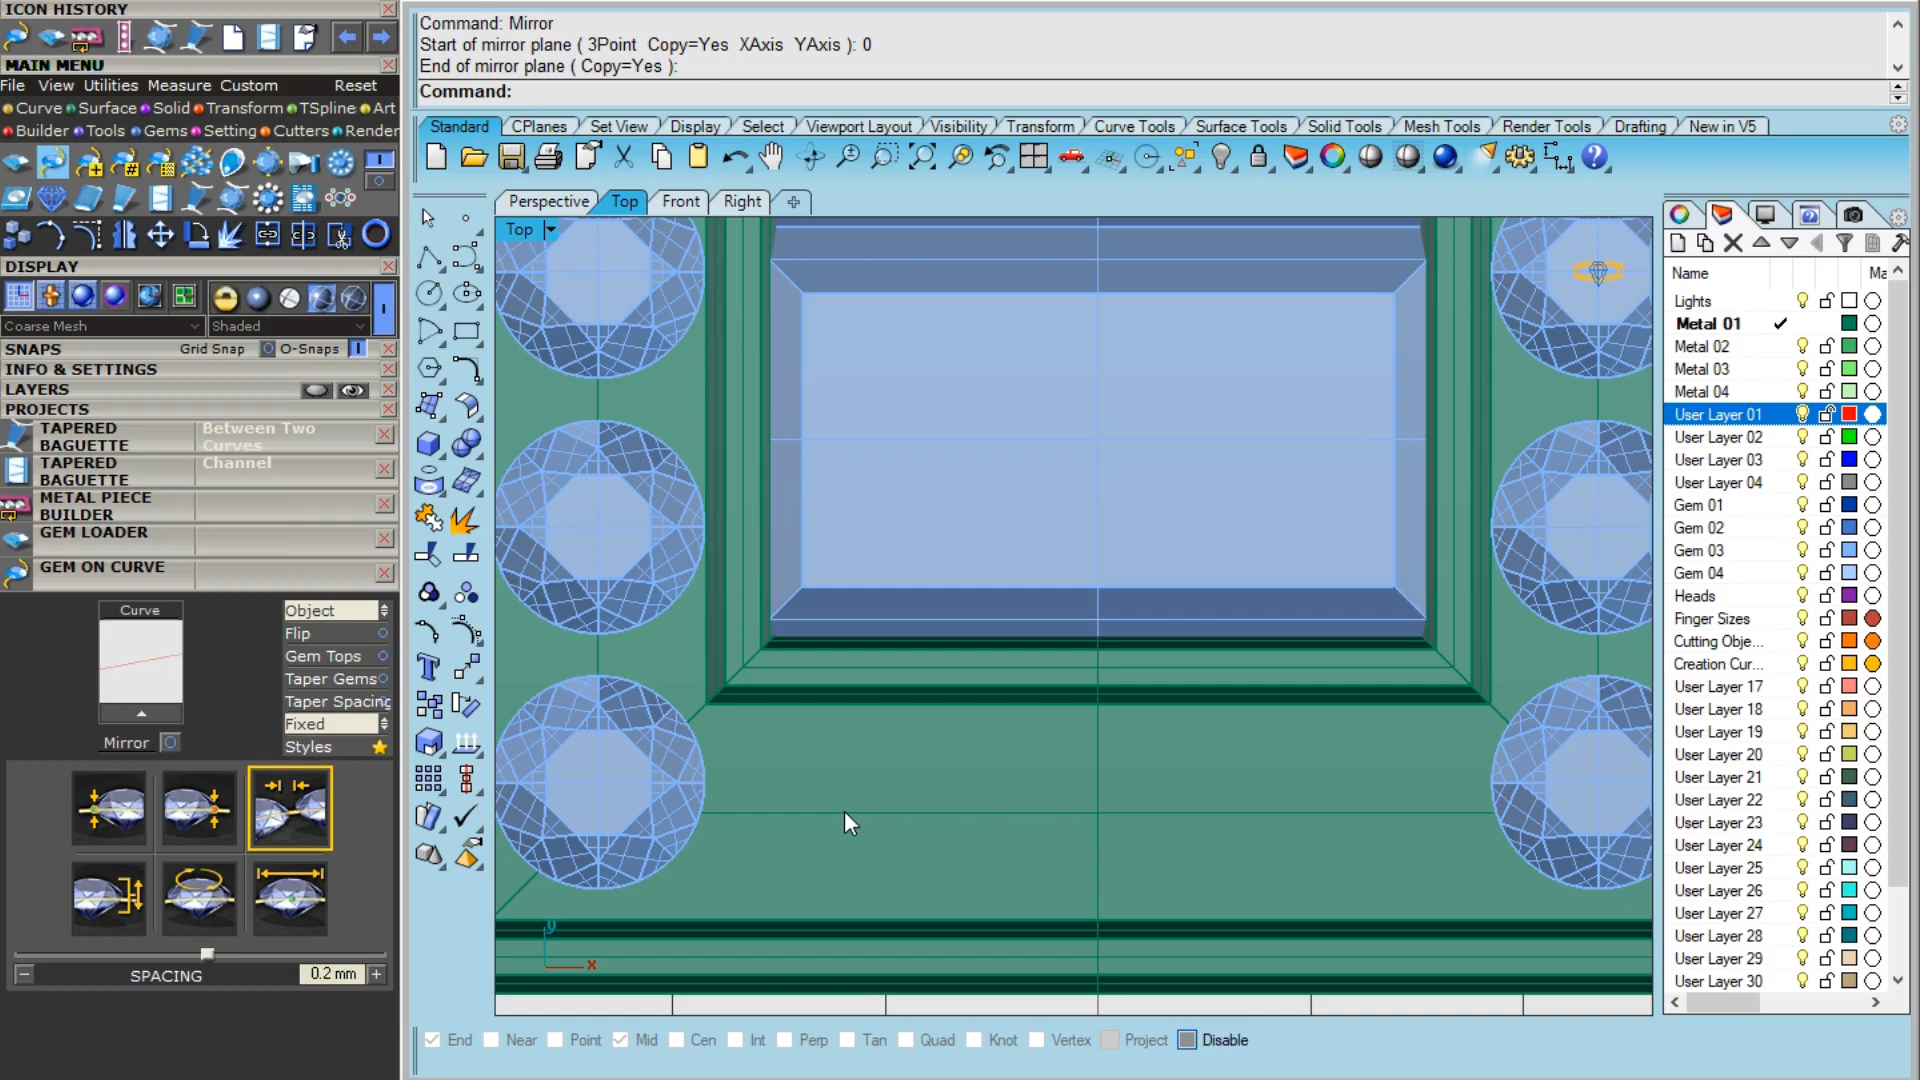 ICON HISTORY
MAIN MENU
File View Utilities Measure Custom Reset
Curve Surface Solid Transform TSpline Art
Builder Tools Gems Setting Cutters Render
DISPLAY
Coarse Mesh
Shaded
SNAPS Grid Snap O-Snaps
INFO & SETTINGS
LAYERS
PROJECTS
TAPERED BAGUETTE Between Two Curves
TAPERED BAGUETTE Channel
METAL PIECE BUILDER
GEM LOADER
GEM ON CURVE
Curve
Object
Flip
Gem Tops
Taper Gems
Taper Spacing
Fixed
Mirror
Styles
SPACING 0.2 mm
Command: Mirror
Start of mirror plane ( 3Point Copy=Yes XAxis YAxis ): 0
End of mirror plane ( Copy=Yes ):
Command:
Standard CPlanes Set View Display Select Viewport Layout Visibility Transform Curve Tools Surface Tools Solid Tools Mesh Tools Render Tools Drafting New in V5
Perspective Top Front Right
Top
y
x
Name Ma
Lights
Metal 01
Metal 02
Metal 03
Metal 04
User Layer 01
User Layer 02
User Layer 03
User Layer 04
Gem 01
Gem 02
Gem 03
Gem 04
Heads
Finger Sizes
Cutting Obje...
Creation Cur...
User Layer 17
User Layer 18
User Layer 19
User Layer 20
User Layer 21
User Layer 22
User Layer 23
User Layer 24
User Layer 25
User Layer 26
User Layer 27
User Layer 28
User Layer 29
User Layer 30
End Near Point Mid Cen Int Perp Tan Quad Knot Vertex Project Disable